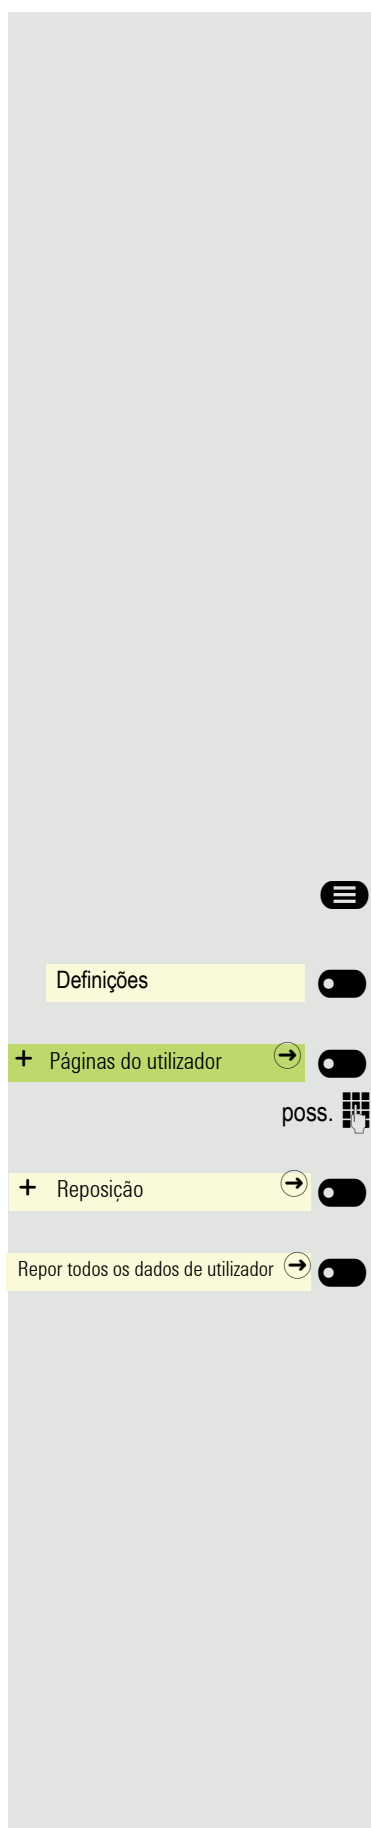 Definições
+ Páginas do utilizador
poss.
+ Reposição
Repor todos os dados de utilizador